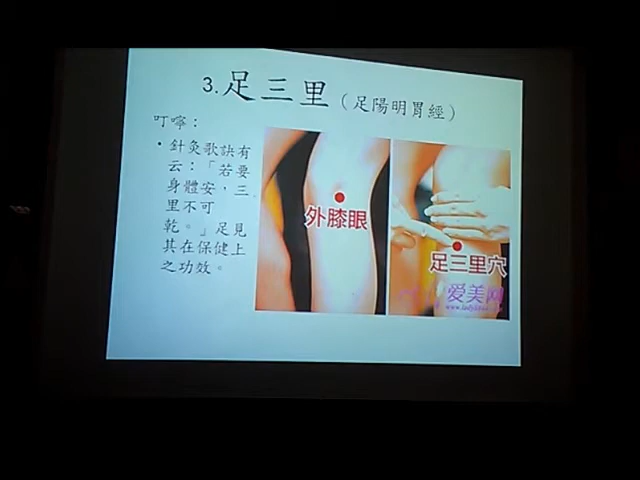 3.足三里（足陽明胃經）
叮嚀：
• 針灸歌訣有
云：「若要
身體安，三
里不可
乾。」足見
其在保健上
之功效。
外膝眼
足三里穴
爱美网